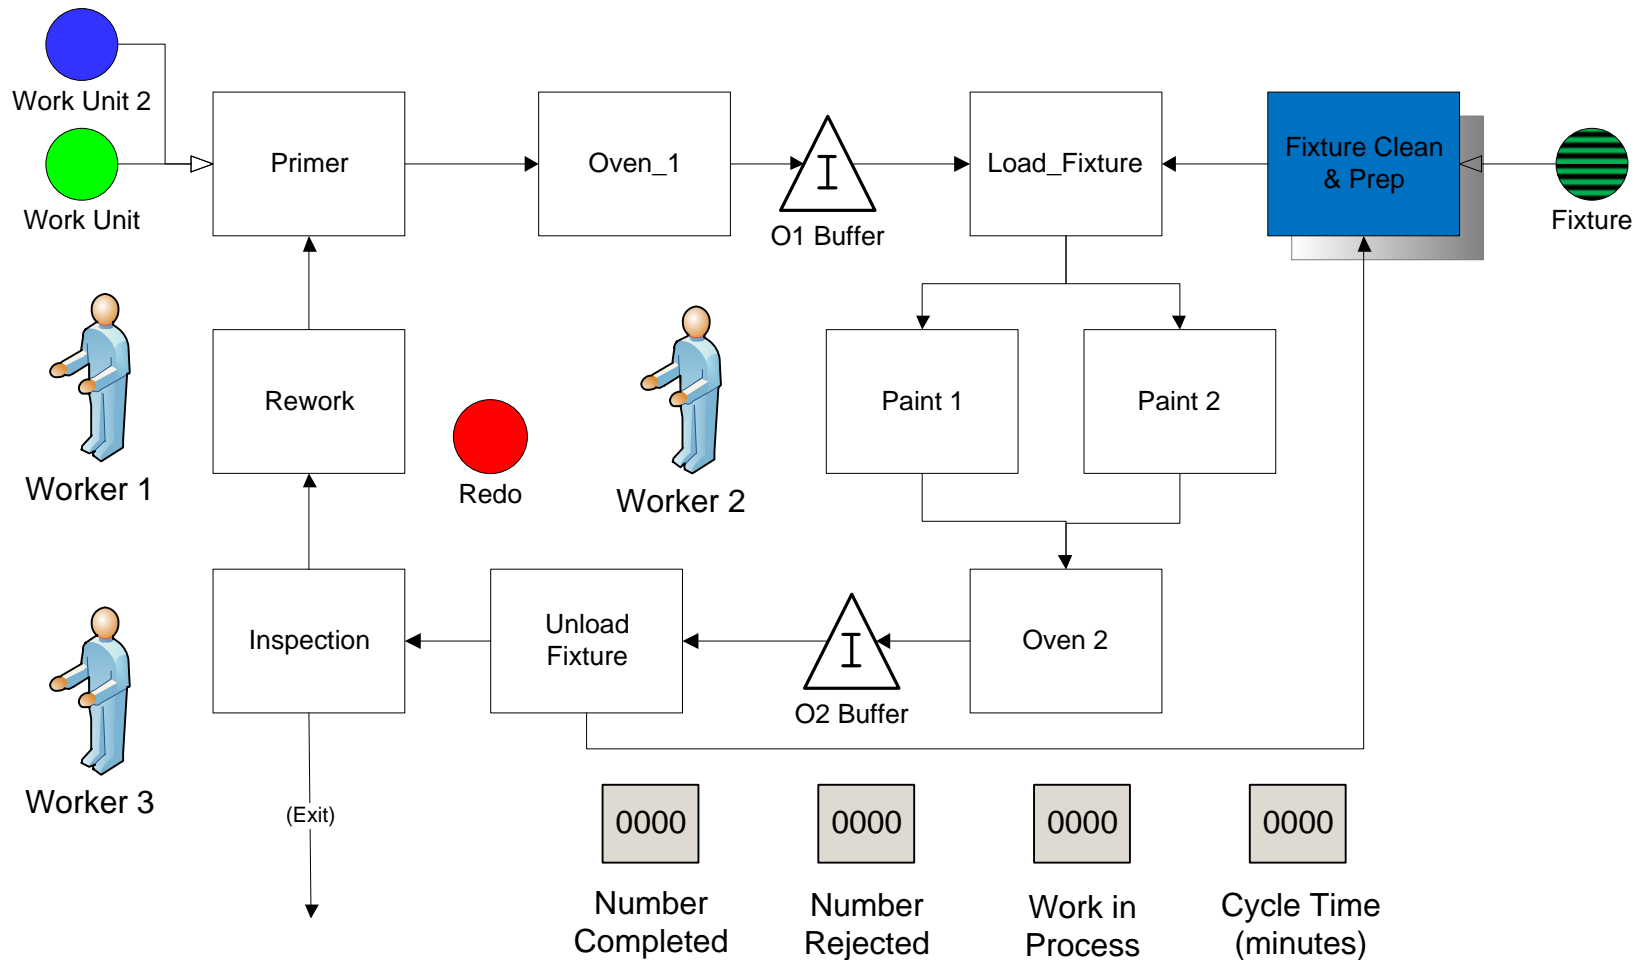 Work Unit 2
Work Unit
Primer
Oven_1
I
O1 Buffer
Load_Fixture
Fixture Clean
& Prep
Fixture
Worker 1
Rework
Redo
Worker 2
Paint 1
Paint 2
Worker 3
Inspection
Unload
Fixture
I
O2 Buffer
Oven 2
(Exit)
0000
0000
0000
0000
Number
Completed
Number
Rejected
Work in
Process
Cycle Time
(minutes)